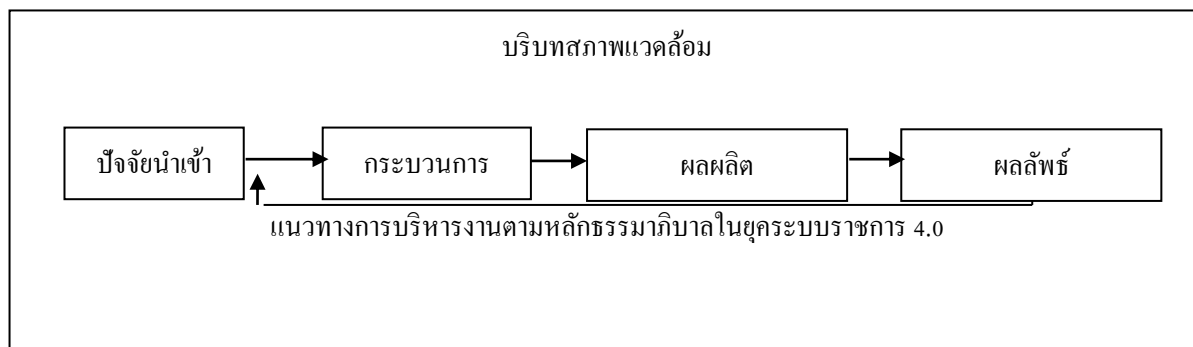 บริบทสภาพแวดล้อม
ปัจจัยนำเข้า กระบวนการ ผลผลิต ผลลัพธ์
แนวทางการบริหารงานตามหลักธรรมาภิบาลในยุคระบบราชการ 4.0